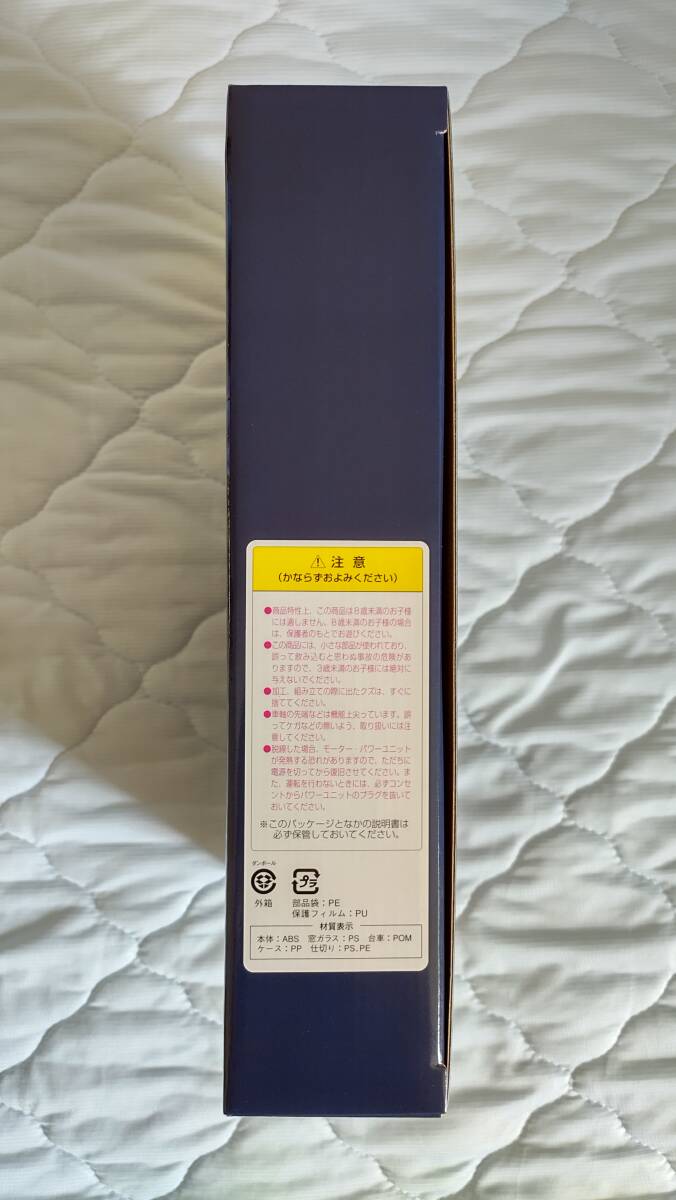 ⚠ 注意
(かならずおよみください)
●商品特性上、この商品は8歳未満のお子様
には適しません。8歳未満のお子様の場合
は、保護者のもとでお遊びください。
●この商品には、小さな部品が使われており、
誤って飲み込むと思わぬ事故の危険があ
りますので、3歳未満のお子様には絶対に
与えないでください。
●加工、組み立ての際に出たクズは、すぐに
捨ててください。
●車輪の先端などは機能上尖っています。誤
ってケガなどの無いよう、取り扱いには注
意してください。
●脱線した場合、モーター・パワーユニット
が発熱する恐れがありますので、ただちに
電源を切ってから復旧させてください。ま
た、運転を行わないときには、必ずコンセ
ントからパワーユニットのプラグを抜いて
おいてください。
※このパッケージとなかの説明書は
必ず保管しておいてください。
ダンボール
外箱
プラ
部品袋：PE
保護フィルム：PU
材質表示
本体：ABS 窓ガラス：PS 台車：POM
ケース：PP 仕切り：PS.PE